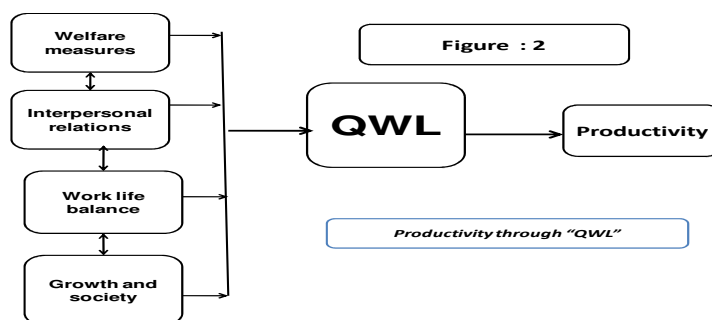 Welfare
measures
Figure : 2
Interpersonal
relations
QWL
Productivity
Work life
balance
Productivity through “QWL”
Growth and
society